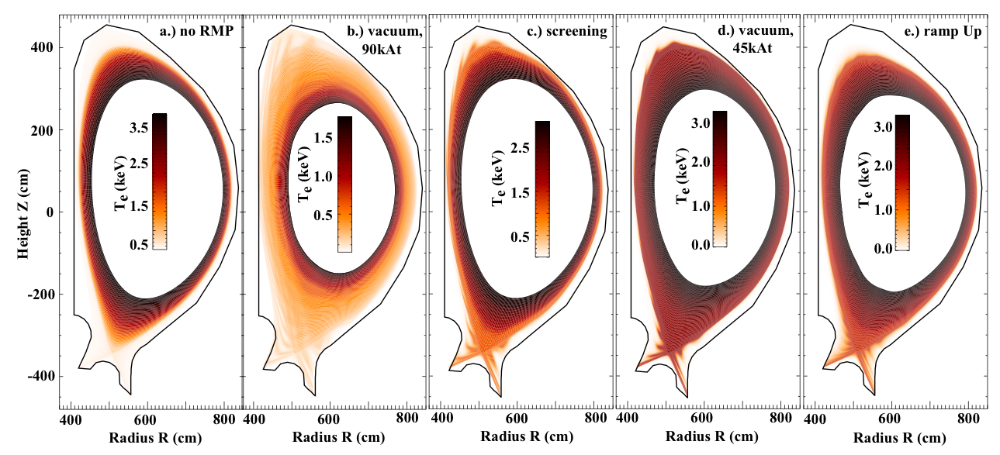 a.) no RMP
b.) vacuum,
90kAt
c.) screening
d.) vacuum,
45kAt
e.) ramp Up
Height Z (cm)
400
200
0
-200
-400
Te (keV)
3.5
2.5
1.5
0.5
Te (keV)
1.5
1.0
0.5
Te (keV)
2.5
1.5
0.5
Te (keV)
3.0
2.0
1.0
0.0
Te (keV)
3.0
2.0
1.0
0.0
400 600 800
400 600 800
400 600 800
400 600 800
400 600 800
Radius R (cm)
Radius R (cm)
Radius R (cm)
Radius R (cm)
Radius R (cm)